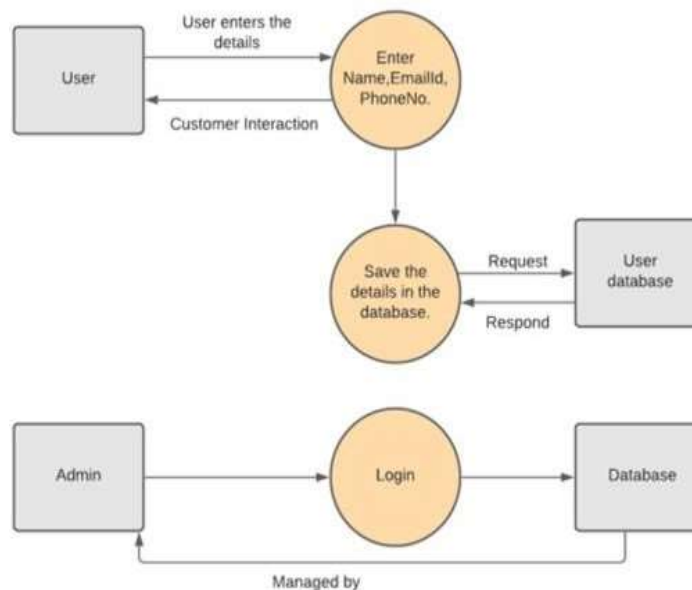 User enters the
details
User
Enter
Name,EmailId,
PhoneNo.
Customer Interaction
Save the
details in the
database.
Request
Respond
User
database
Admin
Login
Database
Managed by